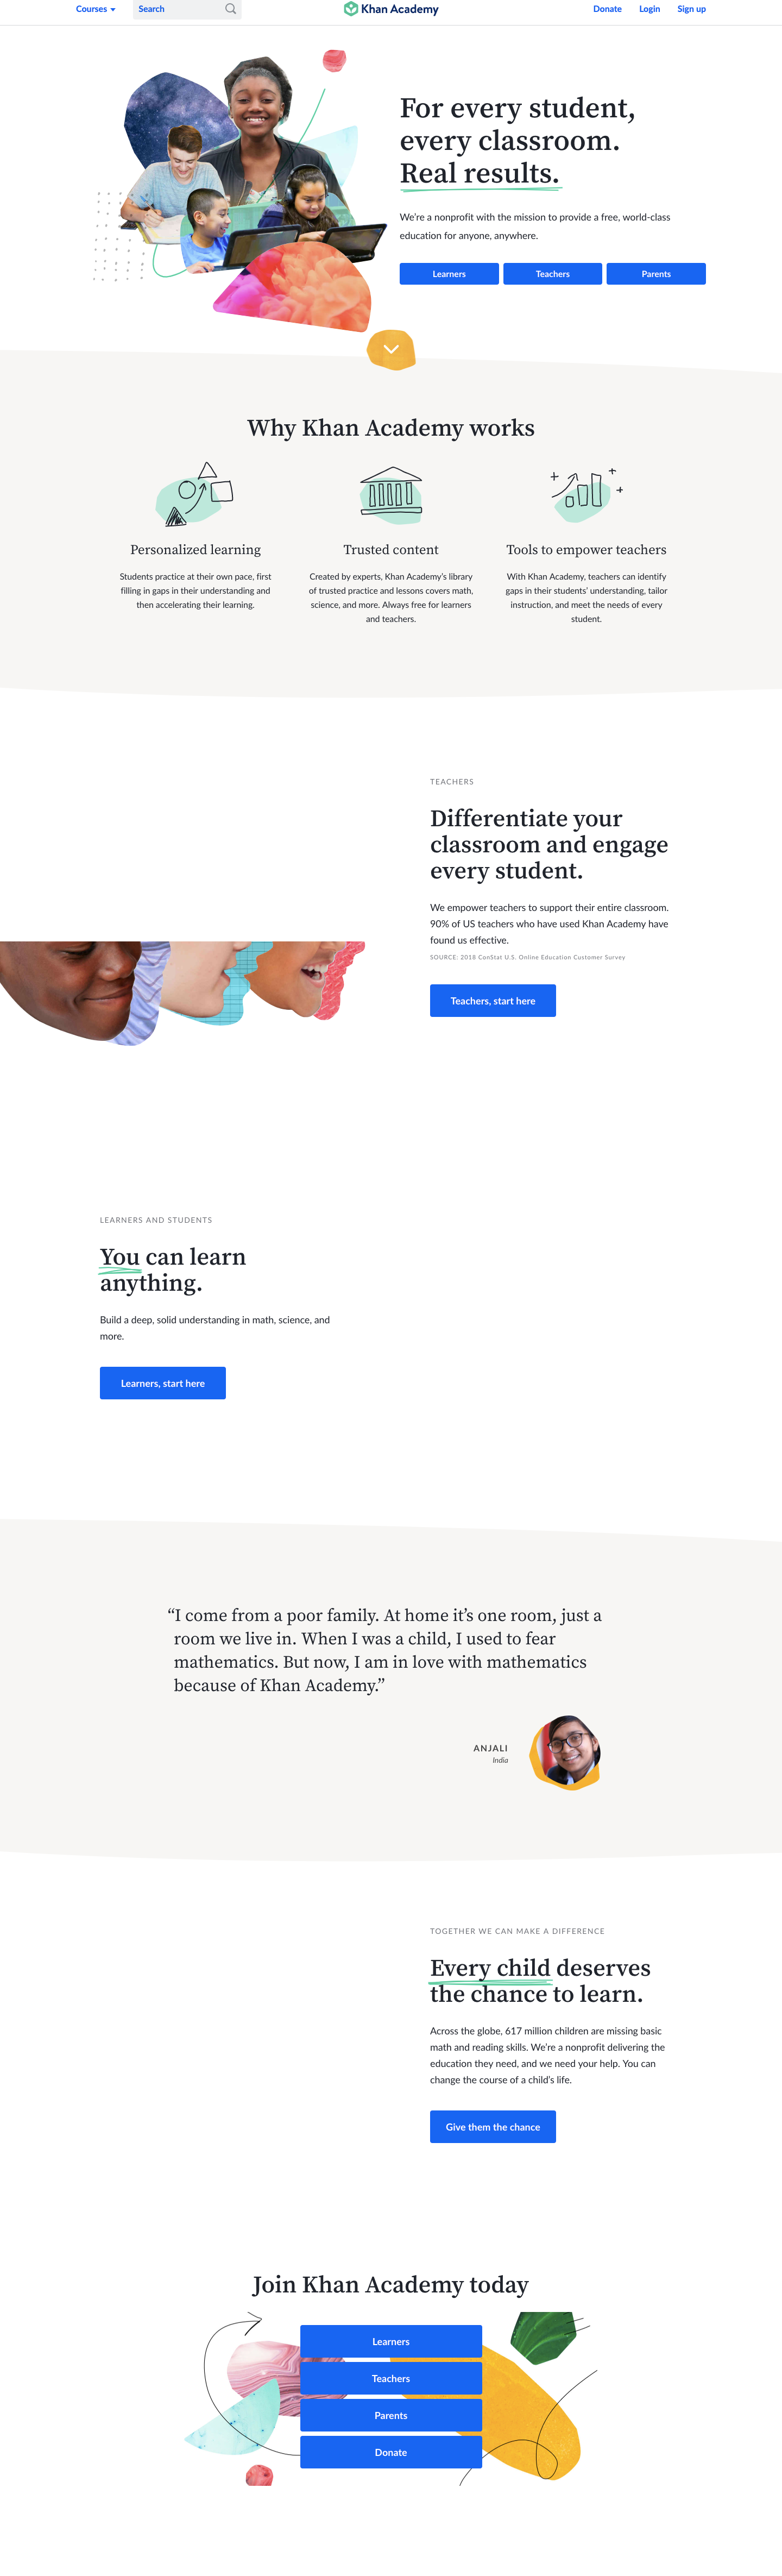 Courses
Search
Khan Academy
Donate
Login
Sign up
For every student,
every classroom.
Real results.
We're a nonprofit with the mission to provide a free, world-class
education for anyone, anywhere.
Learners
Teachers
Parents
Why Khan Academy works
Personalized learning
Students practice at their own pace, first
filling in gaps in their understanding and
then accelerating their learning.
Trusted content
Created by experts, Khan Academy's library
of trusted practice and lessons covers math,
science, and more. Always free for learners
and teachers.
Tools to empower teachers
With Khan Academy, teachers can identify
gaps in their students' understanding, tailor
instruction, and meet the needs of every
student.
TEACHERS
Differentiate your
classroom and engage
every student.
We empower teachers to support their entire classroom.
90% of US teachers who have used Khan Academy have
found us effective.
SOURCE: 2018 ConStat U.S. Online Education Customer Survey
Teachers, start here
LEARNERS AND STUDENTS
You can learn
anything.
Build a deep, solid understanding in math, science, and
more.
Learners, start here
“I come from a poor family. At home it’s one room, just a
room we live in. When I was a child, I used to fear
mathematics. But now, I am in love with mathematics
because of Khan Academy.”
ANJALI
India
TOGETHER WE CAN MAKE A DIFFERENCE
Every child deserves
the chance to learn.
Across the globe, 617 million children are missing basic
math and reading skills. We're a nonprofit delivering the
education they need, and we need your help. You can
change the course of a child's life.
Give them the chance
Join Khan Academy today
Learners
Teachers
Parents
Donate